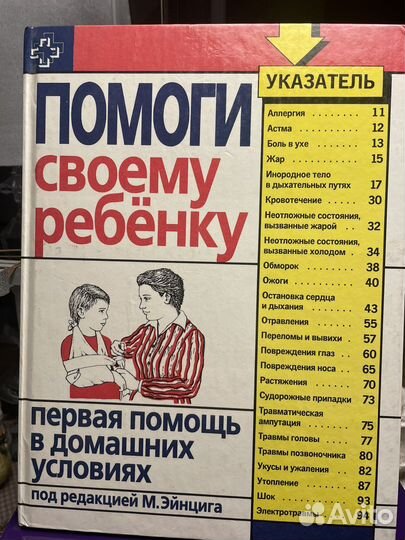 ПОМОГИ
своему
ребёнку
первая помощь
в домашних
условиях
под редакцией М.Эйнцига
УКАЗАТЕЛЬ
Аллергия ........ 11
Астма .......... 12
Боль в ухе ...... 13
Жар ............ 15
Инородное тело
в дыхательных путях 17
Кровотечение .... 30
Неотложные состояния,
вызванные жарой .. 32
Неотложные состояния,
вызванные холодом . 34
Обморок ........ 38
Ожоги .......... 40
Остановка сердца
и дыхания ....... 43
Отравления ...... 55
Переломы и вывихи .. 57
Повреждения глаз .. 60
Повреждения носа .. 65
Растяжения ...... 70
Судорожные припадки 73
Травматическая
ампутация ....... 75
Травмы головы .... 77
Травмы позвоночника 80
Укусы и ужаления .. 82
Утопление ....... 87
Шок ............ 93
Электротравмы ... 94
Avito